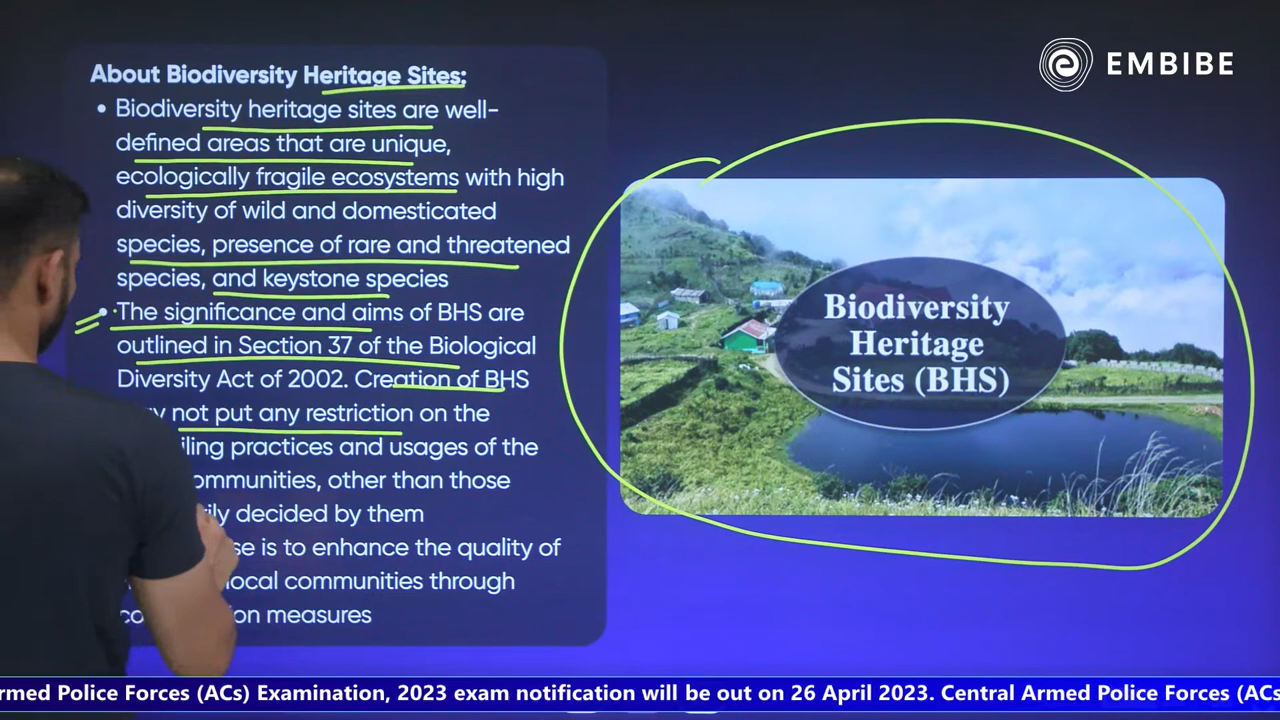 EMBIBE
About Biodiversity Heritage Sites:
• Biodiversity heritage sites are well-
defined areas that are unique,
ecologically fragile ecosystems with high
diversity of wild and domesticated
species, presence of rare and threatened
species, and keystone species
• The significance and aims of BHS are
outlined in Section 37 of the Biological
Diversity Act of 2002. Creation of BHS
not put any restriction on the
practices and usages of the
other than those
decided by them
is to enhance the quality of
local communities through
measures
Biodiversity
Heritage
Sites (BHS)
Police Forces (ACs) Examination, 2023 exam notification will be out on 26 April 2023. Central Armed Police Forces (ACs